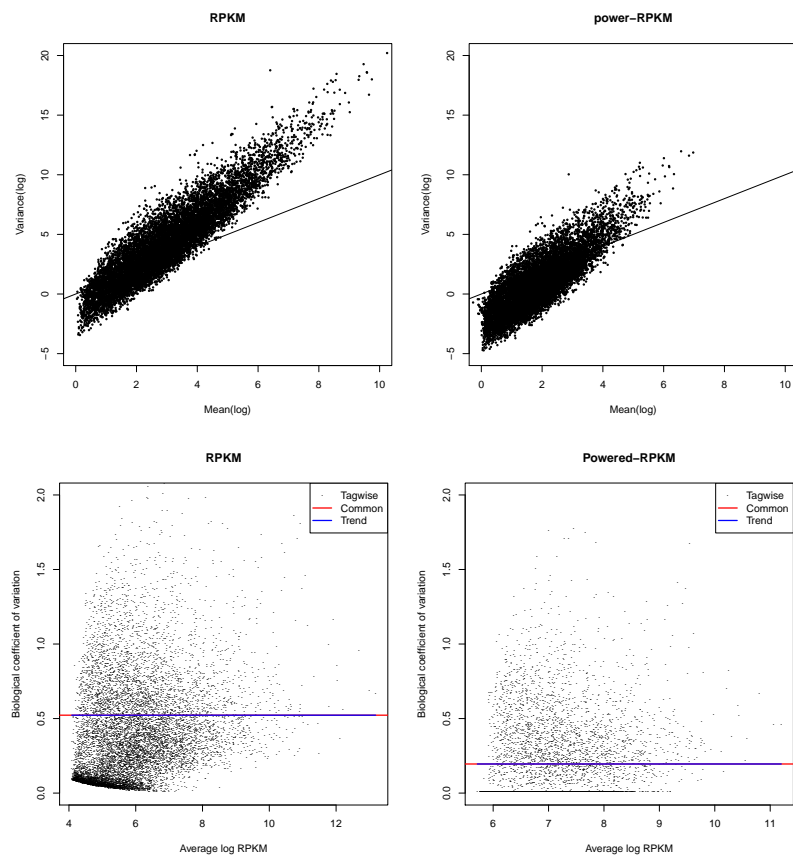 RPKM
20
15
10
5
0
−5
Variance(log)
0 2 4 6 8 10
Mean(log)
power−RPKM
20
15
10
5
0
−5
Variance(log)
0 2 4 6 8 10
Mean(log)
RPKM
2.0
1.5
1.0
0.5
0.0
Biological coefficient of variation
Tagwise
Common
Trend
4 6 8 10 12
Average log RPKM
Powered−RPKM
2.0
1.5
1.0
0.5
0.0
Biological coefficient of variation
Tagwise
Common
Trend
6 7 8 9 10 11
Average log RPKM